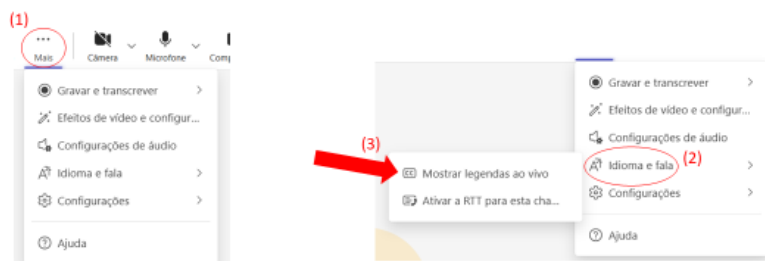 (1)
...
Mais
Câmera
Microfone
Gravar e transcrever
Efeitos de vídeo e configur...
Configurações de áudio
Idioma e fala
Configurações
Ajuda
Gravar e transcrever
Efeitos de vídeo e configur...
Configurações de áudio
Idioma e fala
(2)
Configurações
Ajuda
(3)
CC
Mostrar legendas ao vivo
Ativar a RTT para esta cha...